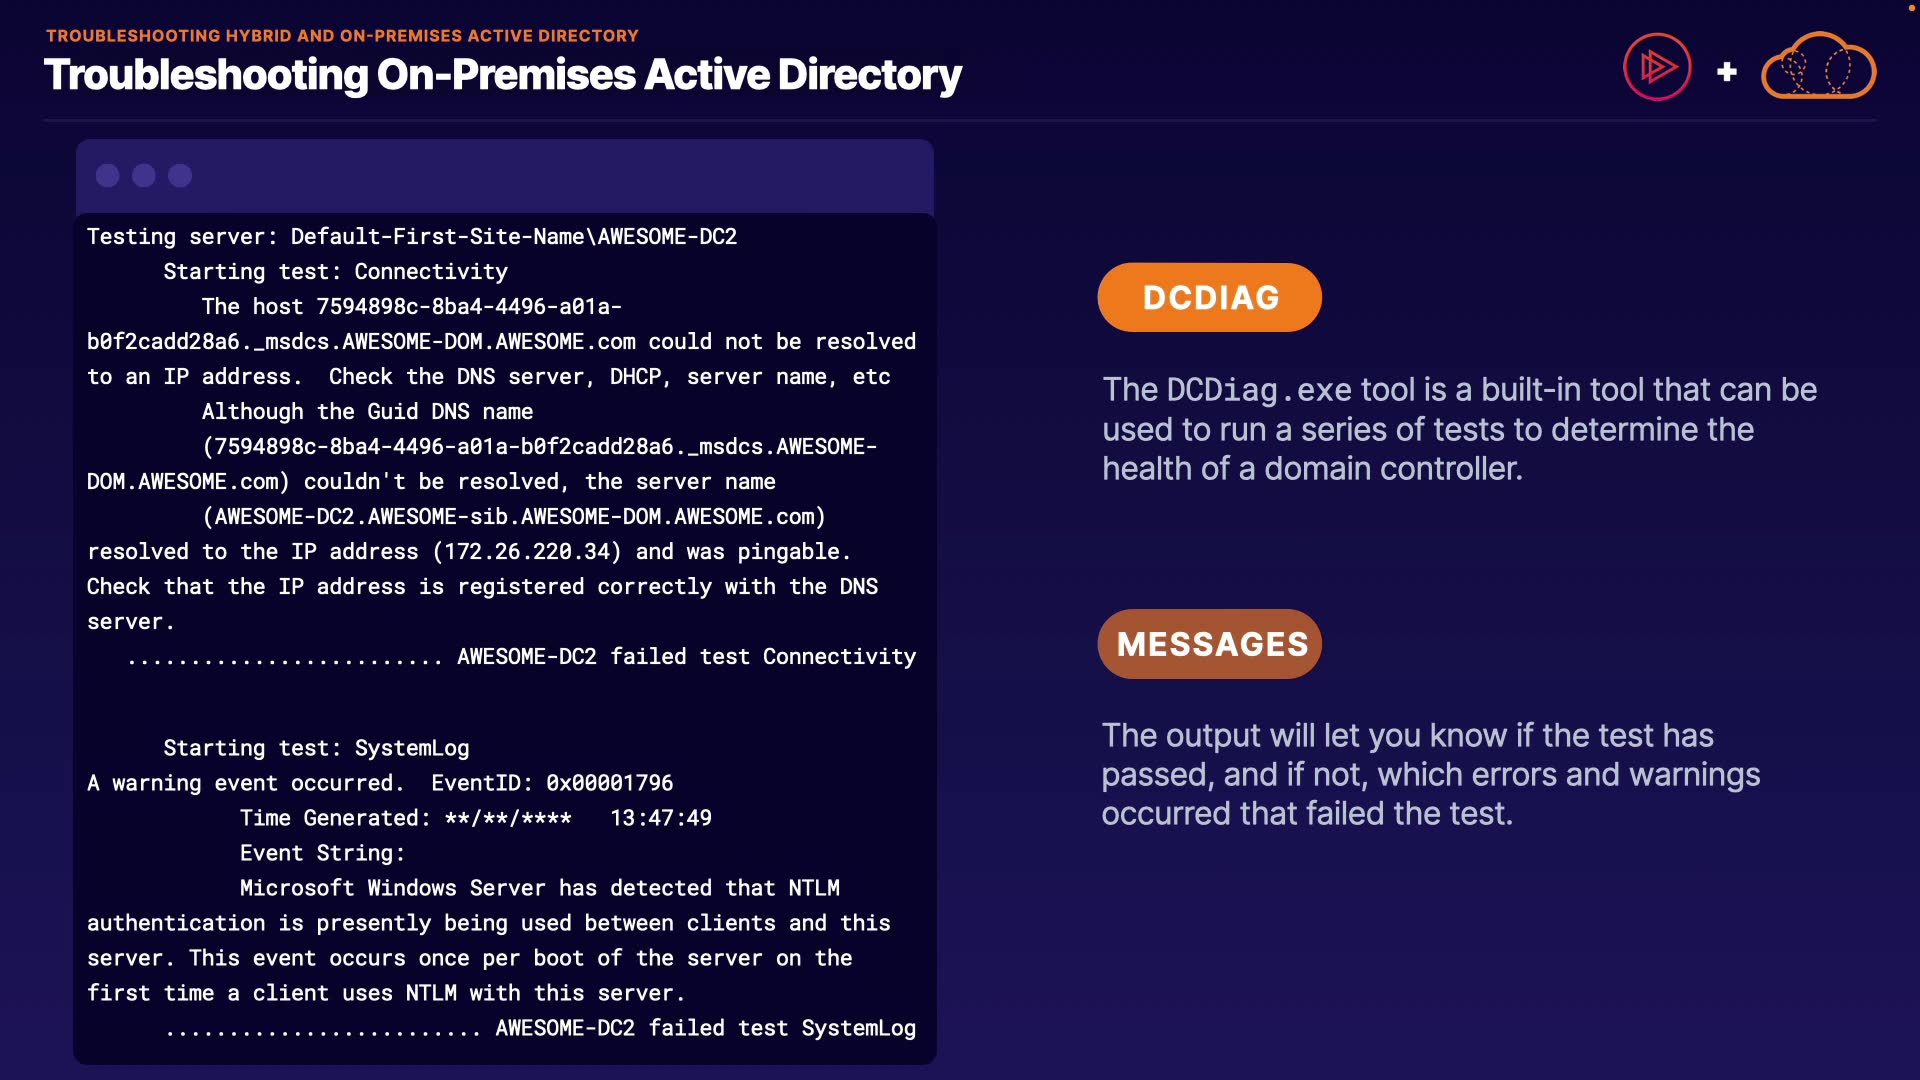 TROUBLESHOOTING HYBRID AND ON-PREMISES ACTIVE DIRECTORY
Troubleshooting On-Premises Active Directory
+
Testing server: Default-First-Site-Name\AWESOME-DC2
Starting test: Connectivity
The host 7594898c-8ba4-4496-a01a-
b0f2cadd28a6._msdcs.AWESOME-DOM.AWESOME.com could not be resolved
to an IP address.  Check the DNS server, DHCP, server name, etc
Although the Guid DNS name
(7594898c-8ba4-4496-a01a-b0f2cadd28a6._msdcs.AWESOME-
DOM.AWESOME.com) couldn't be resolved, the server name
(AWESOME-DC2.AWESOME-sib.AWESOME-DOM.AWESOME.com)
resolved to the IP address (172.26.220.34) and was pingable.
Check that the IP address is registered correctly with the DNS
server.
......................... AWESOME-DC2 failed test Connectivity
Starting test: SystemLog
A warning event occurred.  EventID: 0x00001796
Time Generated: **/**/****   13:47:49
Event String:
Microsoft Windows Server has detected that NTLM
authentication is presently being used between clients and this
server. This event occurs once per boot of the server on the
first time a client uses NTLM with this server.
......................... AWESOME-DC2 failed test SystemLog
DCDIAG
The DCDiag.exe tool is a built-in tool that can be
used to run a series of tests to determine the
health of a domain controller.
MESSAGES
The output will let you know if the test has
passed, and if not, which errors and warnings
occurred that failed the test.